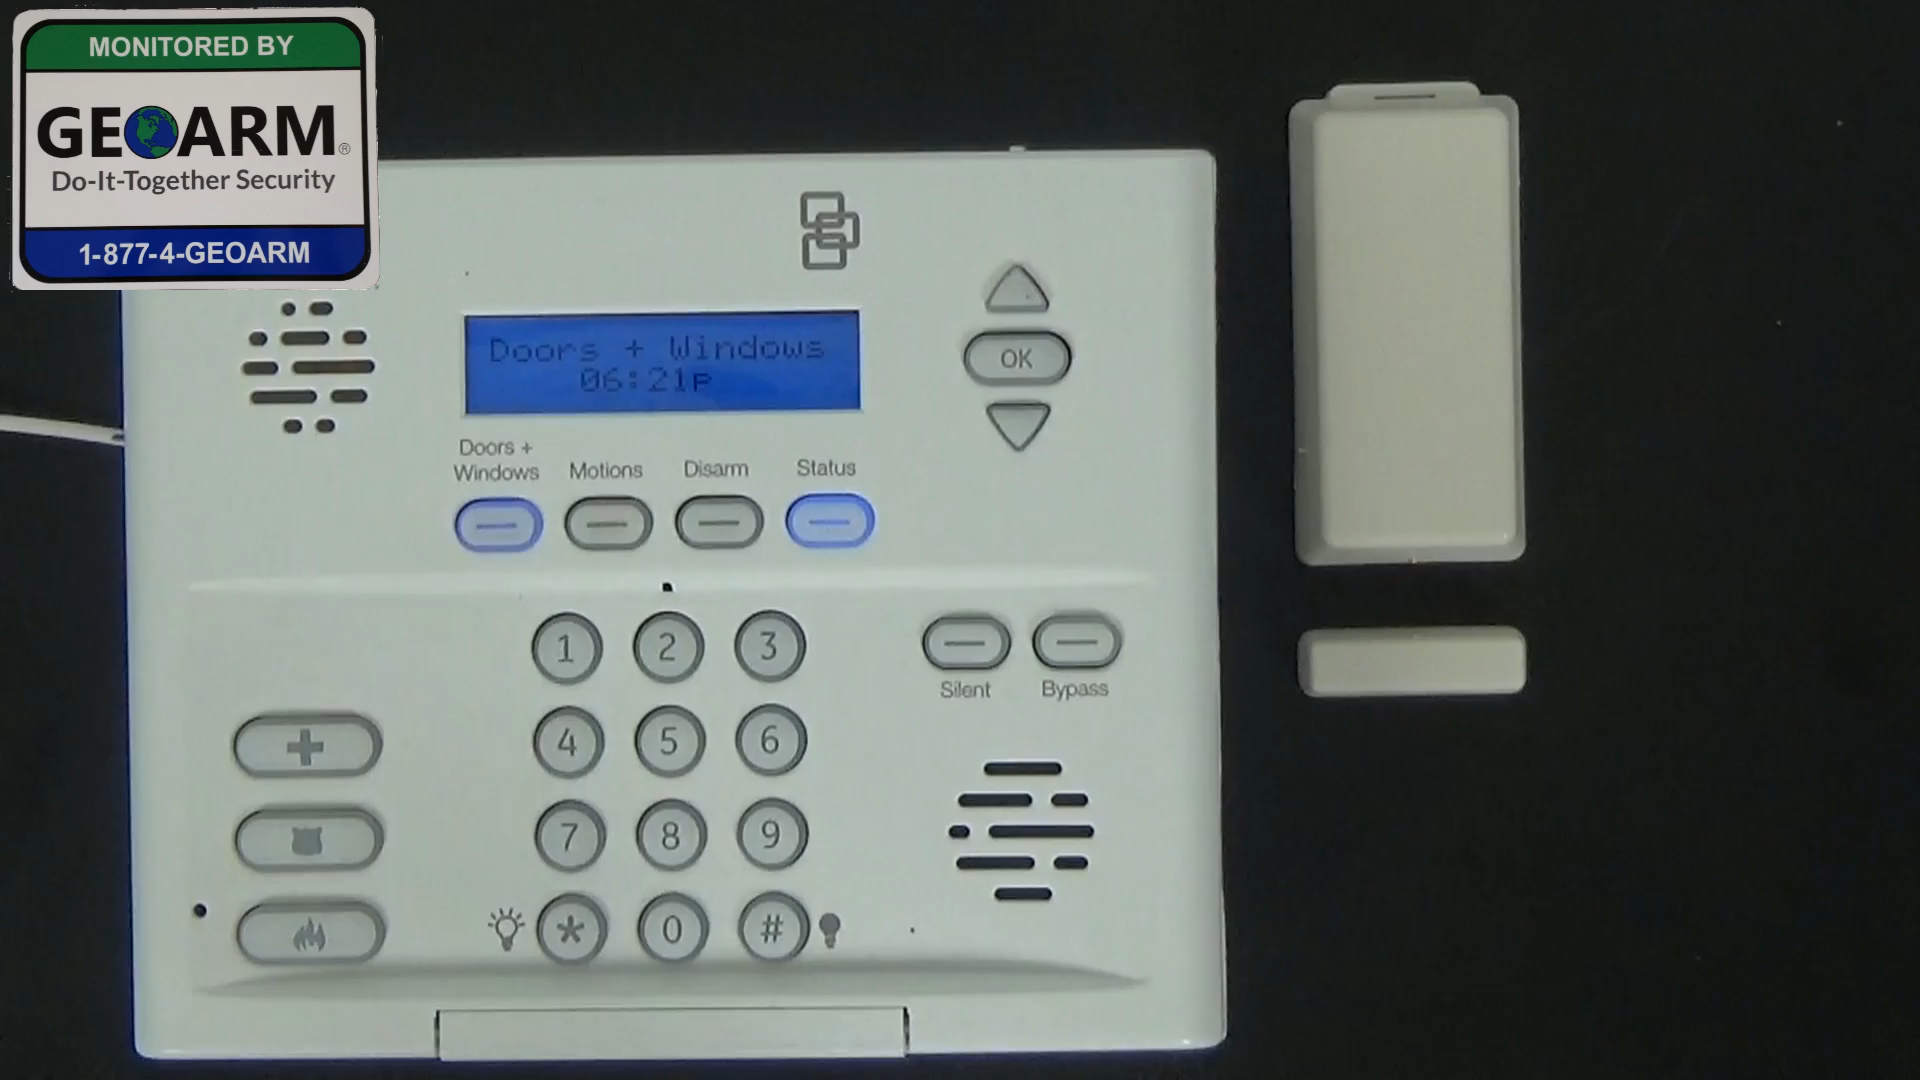 MONITORED BY
GEOARM®
Do-It-Together Security
1-877-4-GEOARM
Doors + Windows
06:21P
OK
Doors +
Windows
Motions
Disarm
Status
1
2
3
Silent
Bypass
4
5
6
7
8
9
*
0
#